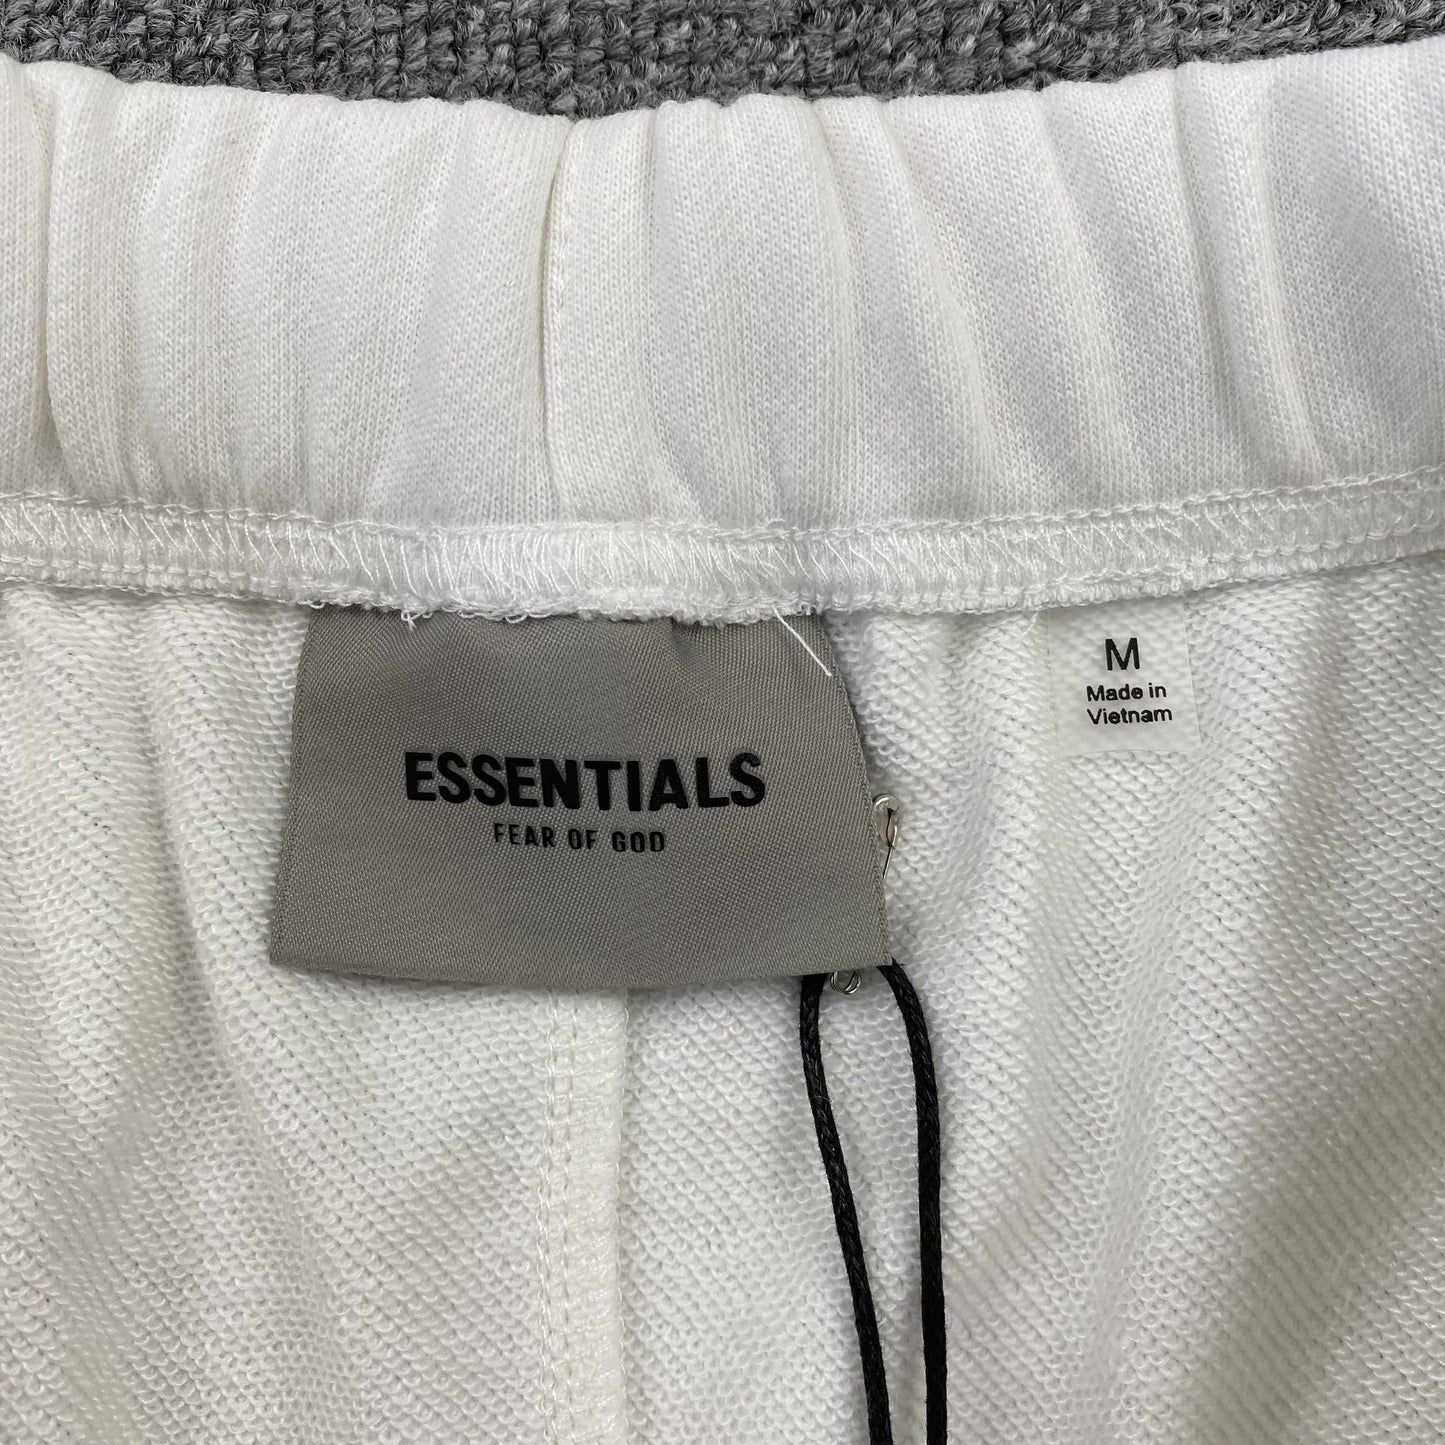 ESSENTIALS
FEAR OF GOD
M
Made in
Vietnam